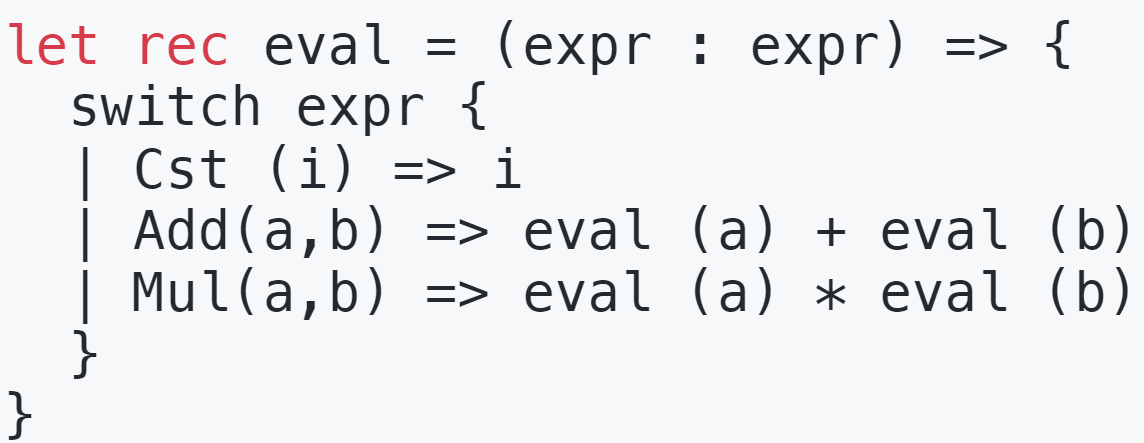 let rec eval = (expr : expr) => {
  switch expr {
  | Cst (i) => i
  | Add(a,b) => eval (a) + eval (b)
  | Mul(a,b) => eval (a) * eval (b)
  }
}